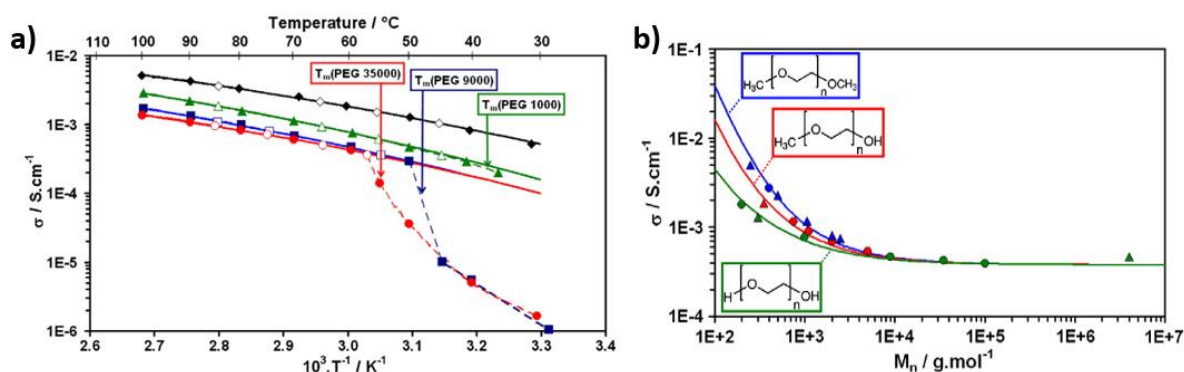 a)
Temperature / °C
110 100 90 80 70 60 50 40 30
1E-2
1E-3
1E-4
1E-5
1E-6
σ / S.cm⁻¹
Tm(PEG 35000)
Tm(PEG 9000)
Tm(PEG 1000)
2.6 2.7 2.8 2.9 3.0 3.1 3.2 3.3 3.4
10³.T⁻¹ / K⁻¹
b)
1E-1
1E-2
1E-3
1E-4
σ / S.cm⁻¹
H₃C O n OCH₃
H₃C O n OH
H O n OH
1E+2 1E+3 1E+4 1E+5 1E+6 1E+7
Mn / g.mol⁻¹